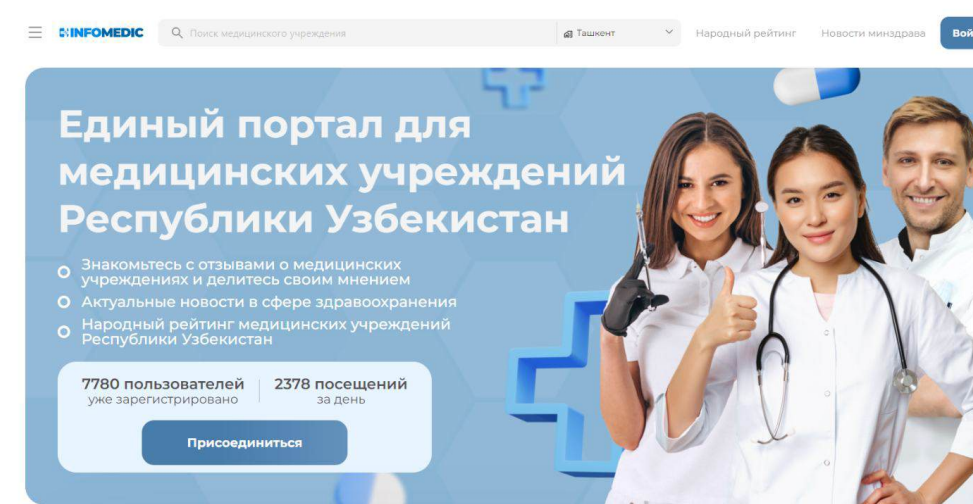 INFOMEDIC
Поиск медицинского учреждения
Ташкент
Народный рейтинг
Новости минздрава
Вой
Единый портал для
медицинских учреждений
Республики Узбекистан
Знакомьтесь с отзывами о медицинских
учреждениях и делитесь своим мнением
Актуальные новости в сфере здравоохранения
Народный рейтинг медицинских учреждений
Республики Узбекистан
7780 пользователей
уже зарегистрировано
2378 посещений
за день
Присоединиться